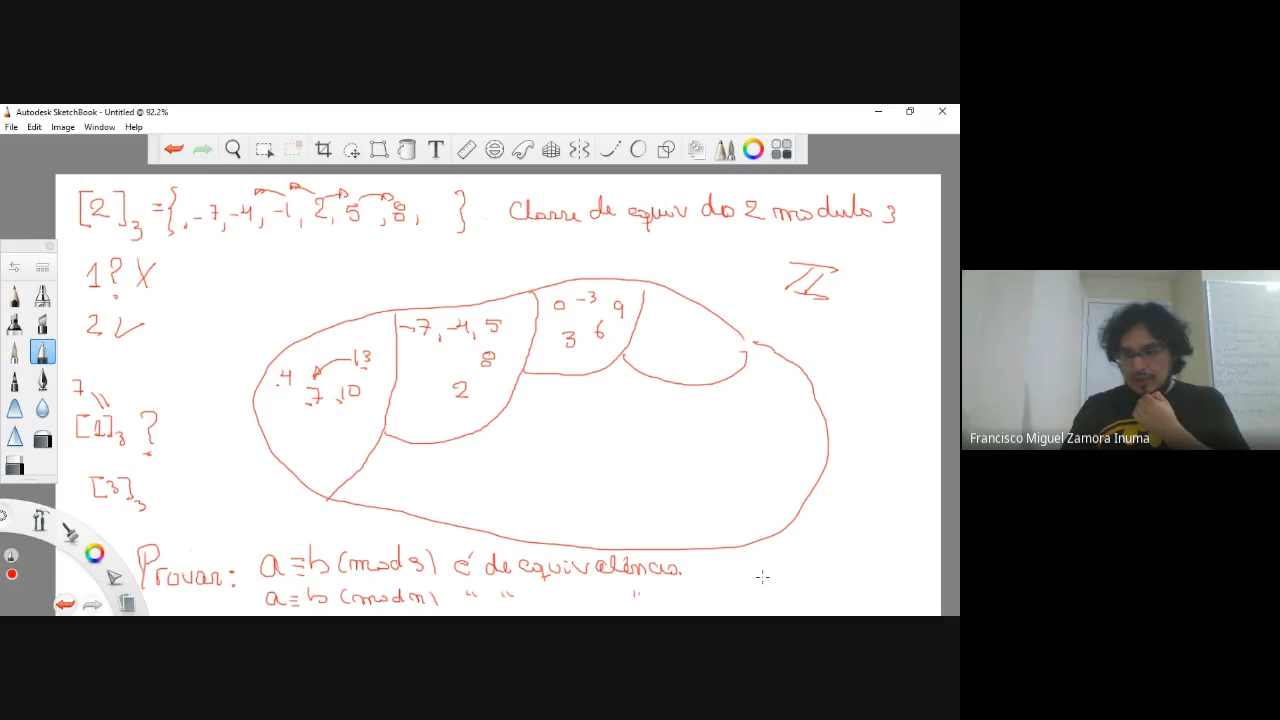 Autodesk SketchBook - Untitled @ 92.2%
File Edit Image Window Help
T
[2]₃ = { , -7, -4, -1, 2, 5, 8, } Classe de equiv do 2 modulo 3
1? X
ℤ
2 ✓
0 -3 9
3 6
-7, -4, 5
8
2
13
.4
7, 10
7
[1]₃ ?
[3]₃
Francisco Miguel Zamora Inuma
Provar: a ≡ b (mod 3) é de equivalência.
a ≡ b (mod n) " " "